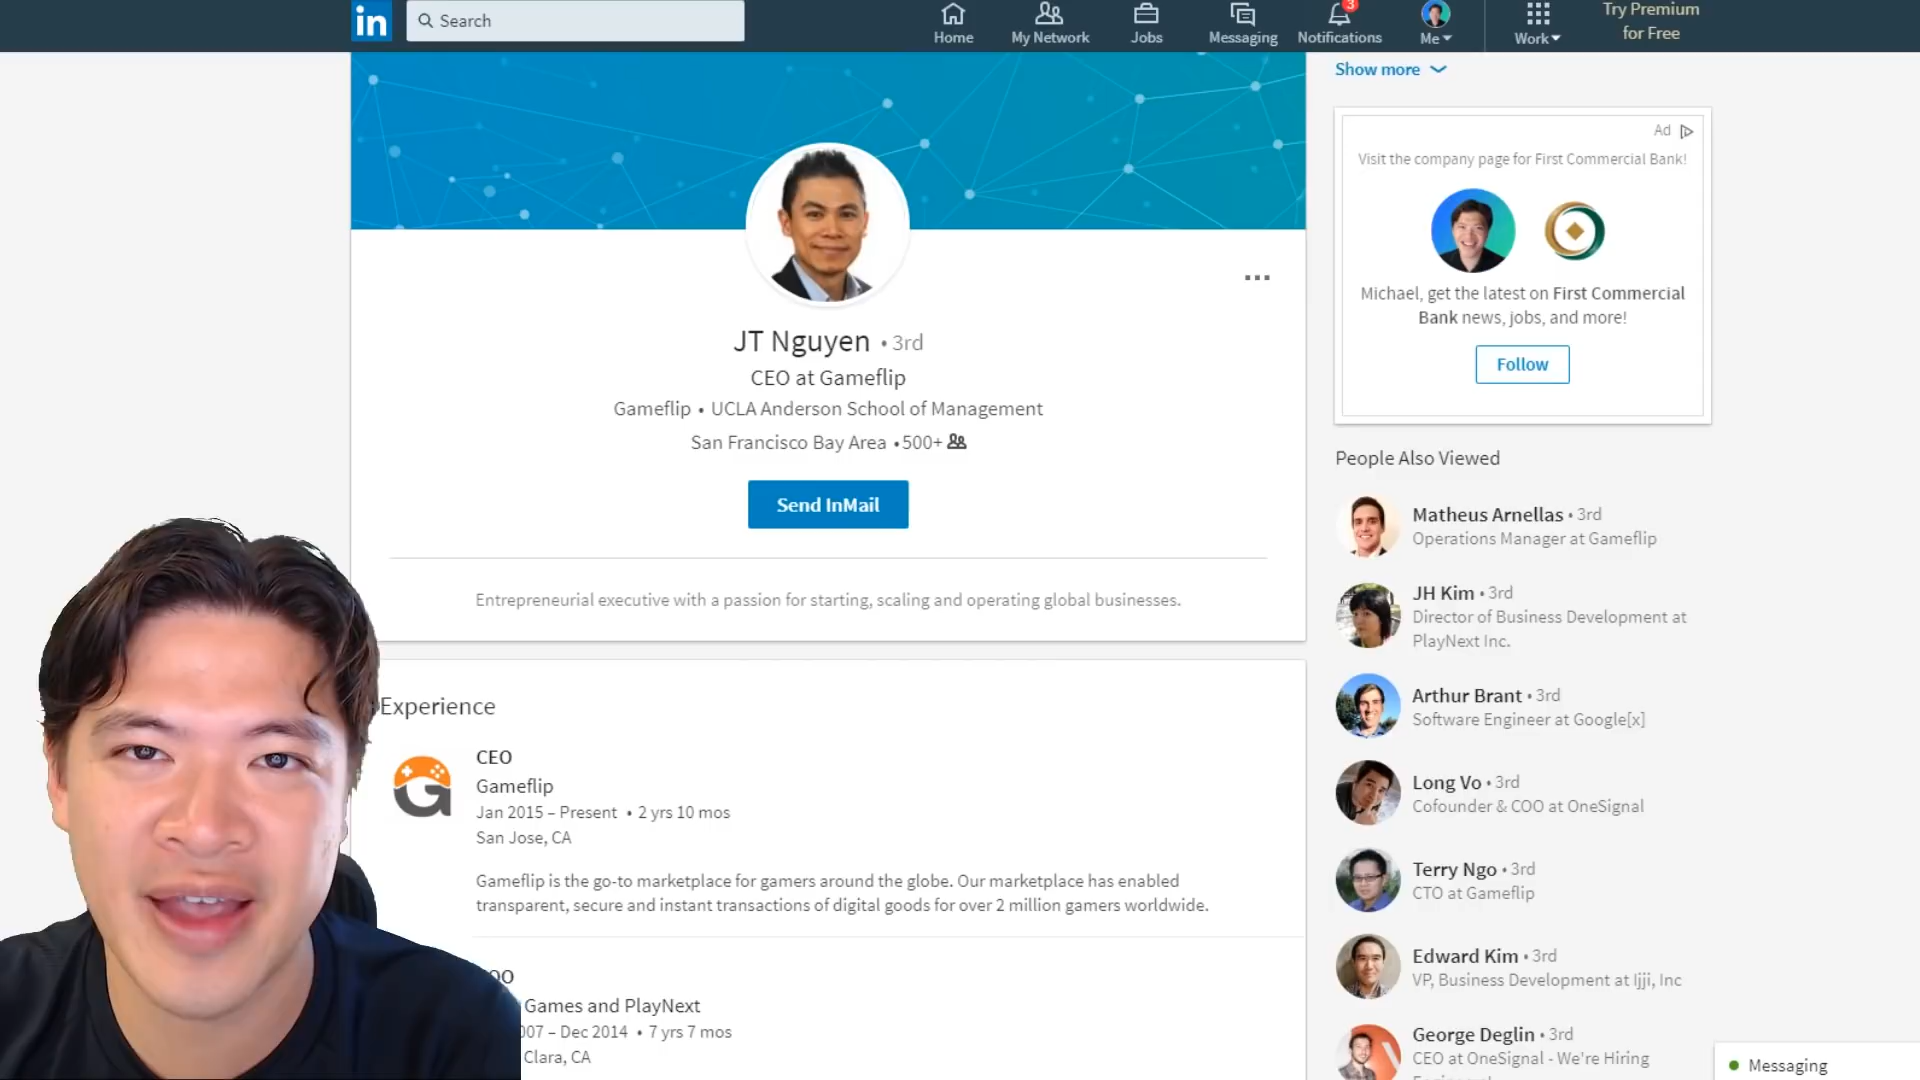 in
Search
Home
My Network
Jobs
Messaging
3
Notifications
Me
Work
Try Premium
for Free
JT Nguyen • 3rd
CEO at Gameflip
Gameflip • UCLA Anderson School of Management
San Francisco Bay Area • 500+
Send InMail
Entrepreneurial executive with a passion for starting, scaling and operating global businesses.
Experience
CEO
Gameflip
Jan 2015 – Present • 2 yrs 10 mos
San Jose, CA
Gameflip is the go-to marketplace for gamers around the globe. Our marketplace has enabled
transparent, secure and instant transactions of digital goods for over 2 million gamers worldwide.
OO
Games and PlayNext
007 – Dec 2014 • 7 yrs 7 mos
Clara, CA
Show more
Ad
Visit the company page for First Commercial Bank!
Michael, get the latest on First Commercial
Bank news, jobs, and more!
Follow
People Also Viewed
Matheus Arnellas • 3rd
Operations Manager at Gameflip
JH Kim • 3rd
Director of Business Development at
PlayNext Inc.
Arthur Brant • 3rd
Software Engineer at Google[x]
Long Vo • 3rd
Cofounder & COO at OneSignal
Terry Ngo • 3rd
CTO at Gameflip
Edward Kim • 3rd
VP, Business Development at Ijji, Inc
George Deglin • 3rd
CEO at OneSignal - We're Hiring
Messaging